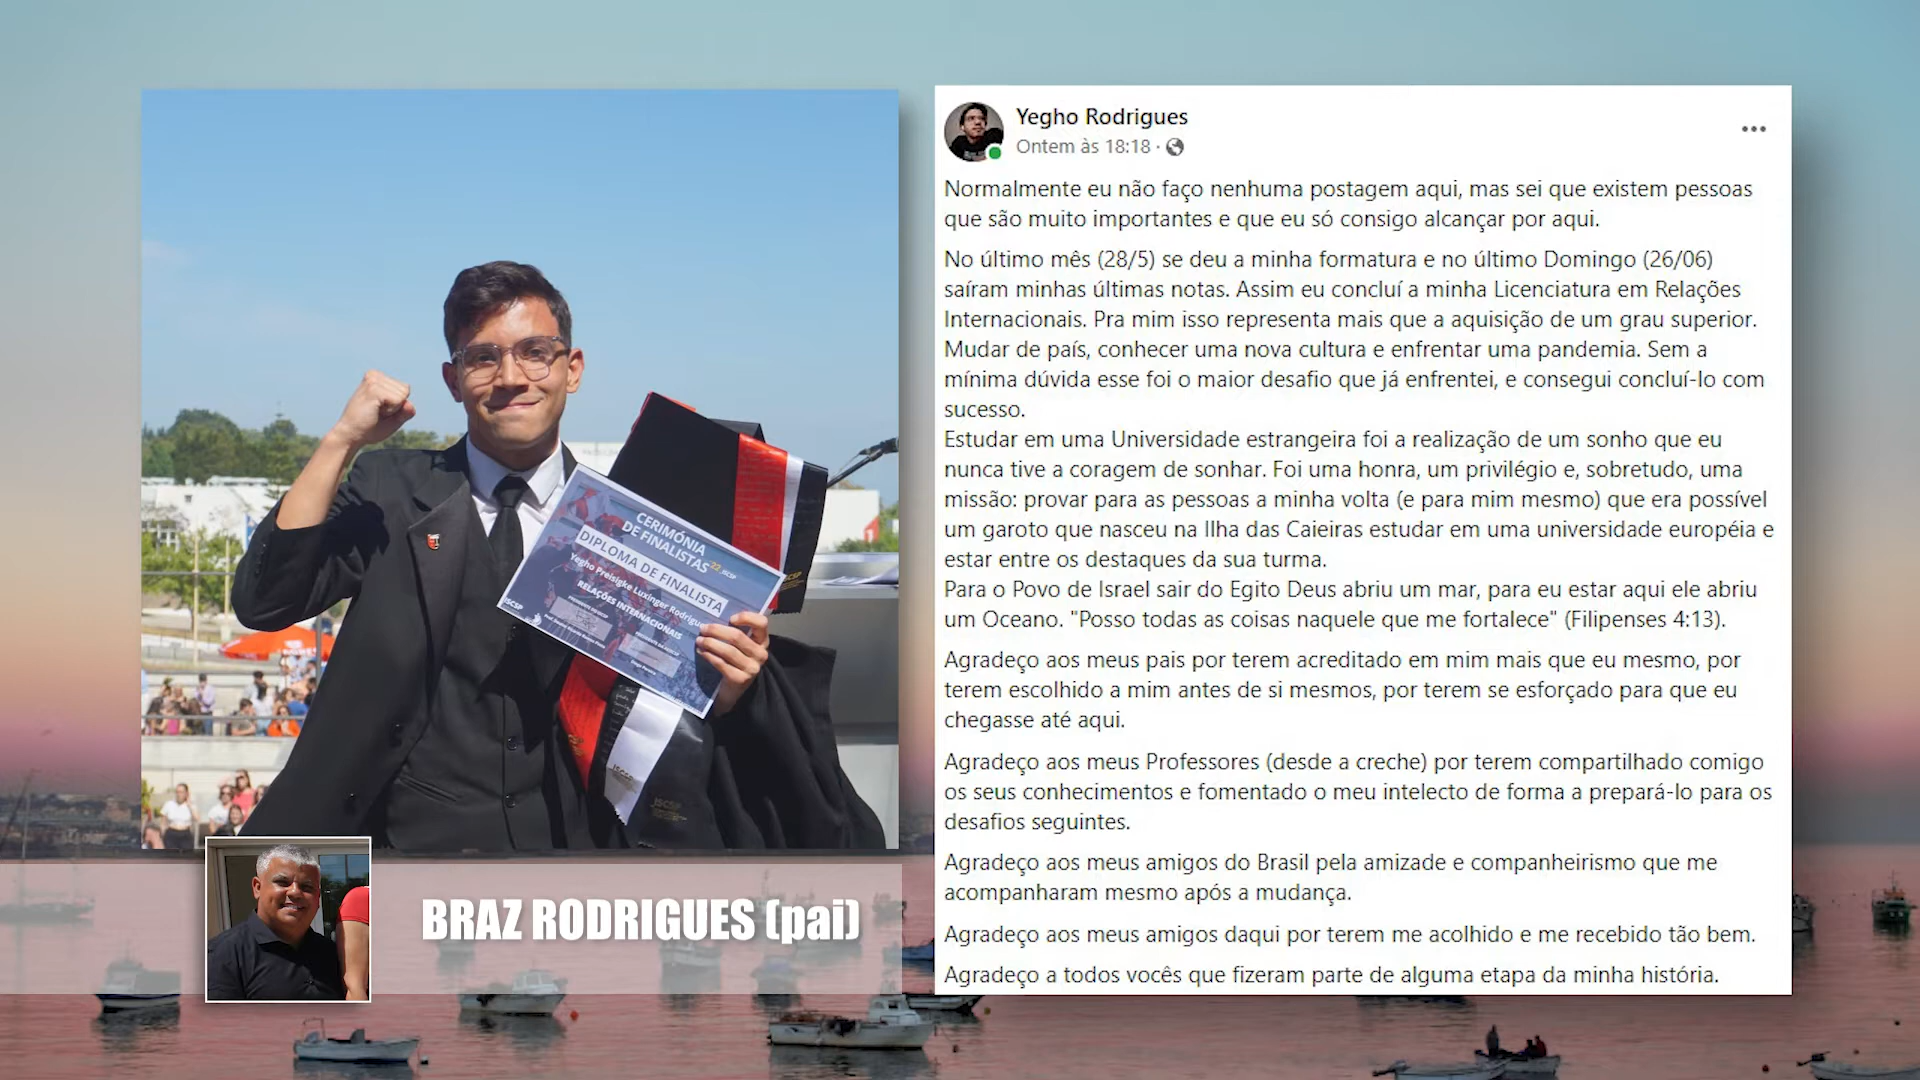 Yegho Rodrigues
Ontem às 18:18 ·
Normalmente eu não faço nenhuma postagem aqui, mas sei que existem pessoas
que são muito importantes e que eu só consigo alcançar por aqui.
No último mês (28/5) se deu a minha formatura e no último Domingo (26/06)
saíram minhas últimas notas. Assim eu concluí a minha Licenciatura em Relações
Internacionais. Pra mim isso representa mais que a aquisição de um grau superior.
Mudar de país, conhecer uma nova cultura e enfrentar uma pandemia. Sem a
mínima dúvida esse foi o maior desafio que já enfrentei, e consegui concluí-lo com
sucesso.
Estudar em uma Universidade estrangeira foi a realização de um sonho que eu
nunca tive a coragem de sonhar. Foi uma honra, um privilégio e, sobretudo, uma
missão: provar para as pessoas a minha volta (e para mim mesmo) que era possível
um garoto que nasceu na Ilha das Caieiras estudar em uma universidade européia e
estar entre os destaques da sua turma.
Para o Povo de Israel sair do Egito Deus abriu um mar, para eu estar aqui ele abriu
um Oceano. "Posso todas as coisas naquele que me fortalece" (Filipenses 4:13).
Agradeço aos meus pais por terem acreditado em mim mais que eu mesmo, por
terem escolhido a mim antes de si mesmos, por terem se esforçado para que eu
chegasse até aqui.
Agradeço aos meus Professores (desde a creche) por terem compartilhado comigo
os seus conhecimentos e fomentado o meu intelecto de forma a prepará-lo para os
desafios seguintes.
Agradeço aos meus amigos do Brasil pela amizade e companheirismo que me
acompanharam mesmo após a mudança.
Agradeço aos meus amigos daqui por terem me acolhido e me recebido tão bem.
Agradeço a todos vocês que fizeram parte de alguma etapa da minha história.
CERIMÓNIA
DE FINALISTAS
DIPLOMA DE FINALISTA
Yegho Preisigke Luxinger Rodrigues
RELAÇÕES INTERNACIONAIS
ISCSP
ISCSP
ISCSP
BRAZ RODRIGUES (pai)